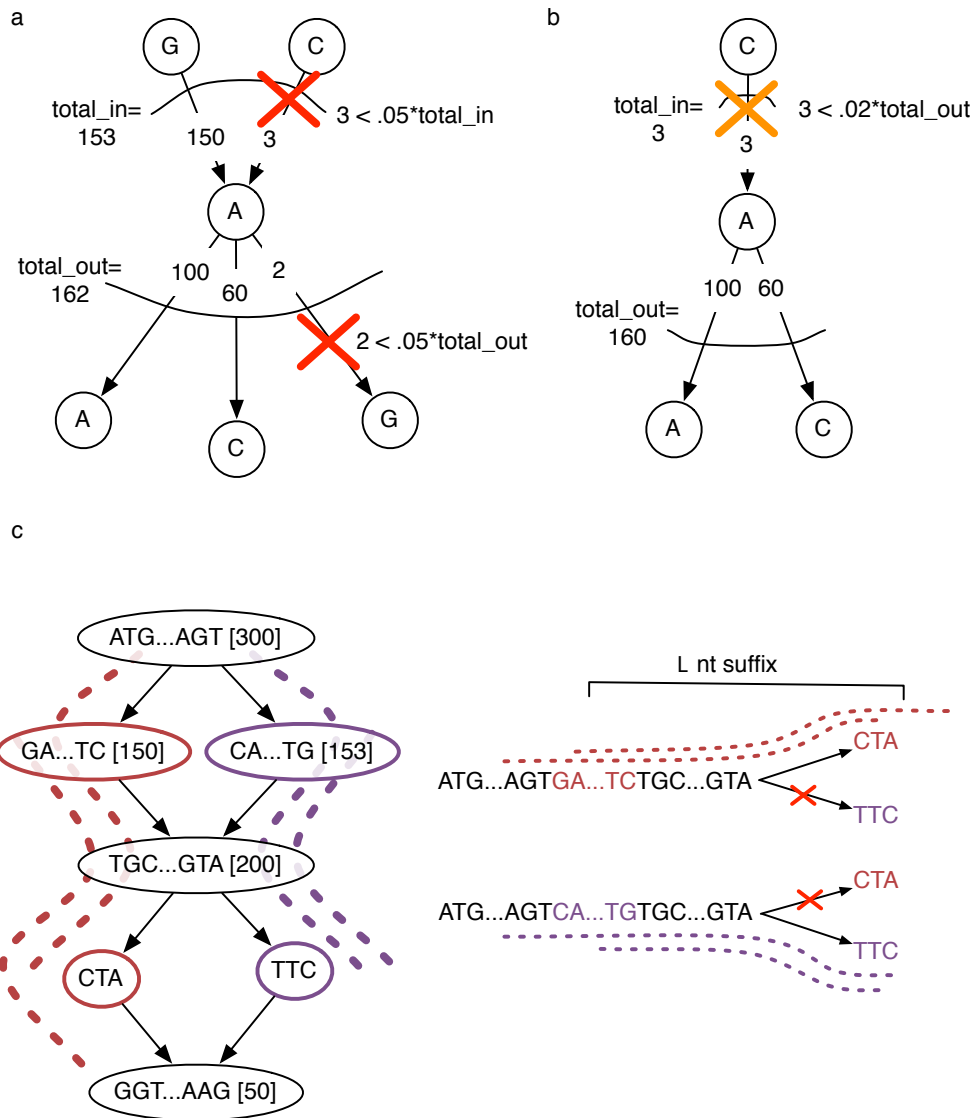 a
G
C
total_in=
153
150
3
3 < .05*total_in
A
total_out=
162
100
60
2
2 < .05*total_out
A
C
G
b
C
total_in=
3
3
3 < .02*total_out
A
100
60
total_out=
160
A
C
c
ATG...AGT [300]
GA...TC [150]
CA...TG [153]
TGC...GTA [200]
CTA
TTC
GGT...AAG [50]
L nt suffix
CTA
ATG...AGTGA...TCTGC...GTA
TTC
CTA
ATG...AGTCA...TGTGC...GTA
TTC